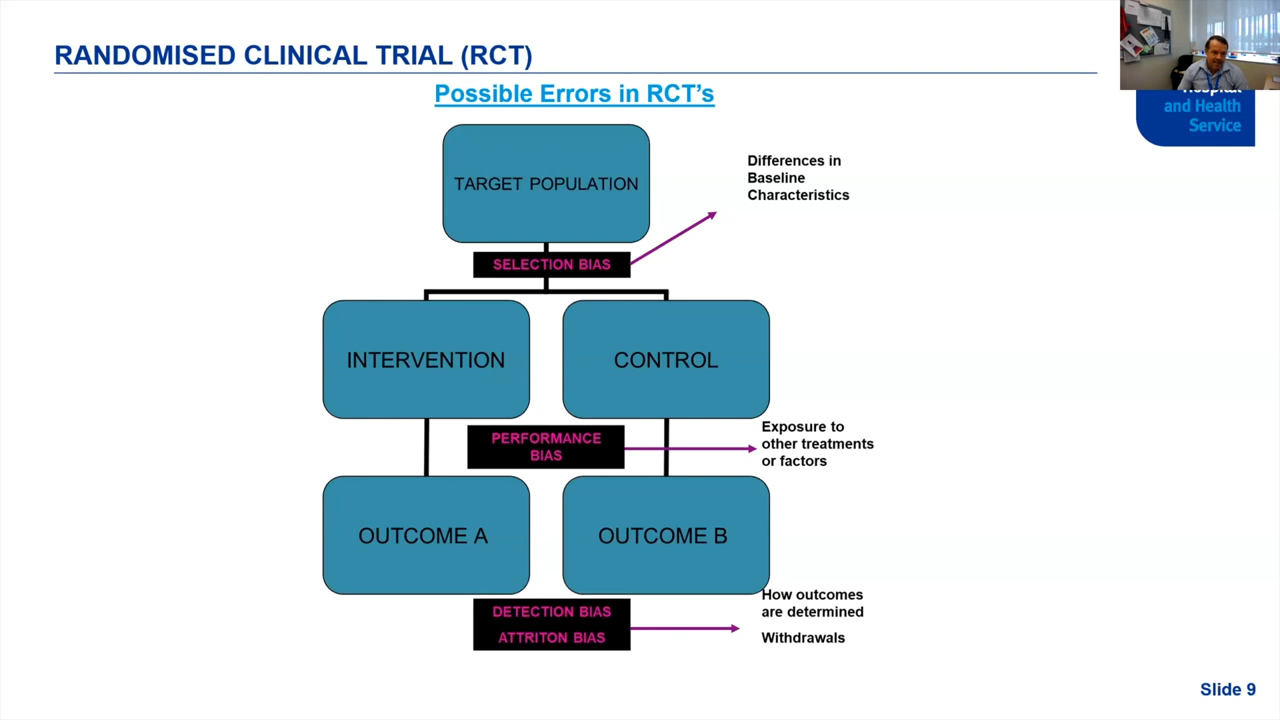 RANDOMISED CLINICAL TRIAL (RCT)
Possible Errors in RCT's
TARGET POPULATION
Differences in
Baseline
Characteristics
SELECTION BIAS
INTERVENTION
CONTROL
PERFORMANCE
BIAS
Exposure to
other treatments
or factors
OUTCOME A
OUTCOME B
DETECTION BIAS
ATTRITON BIAS
How outcomes
are determined
Withdrawals
and Health
Service
Slide 9